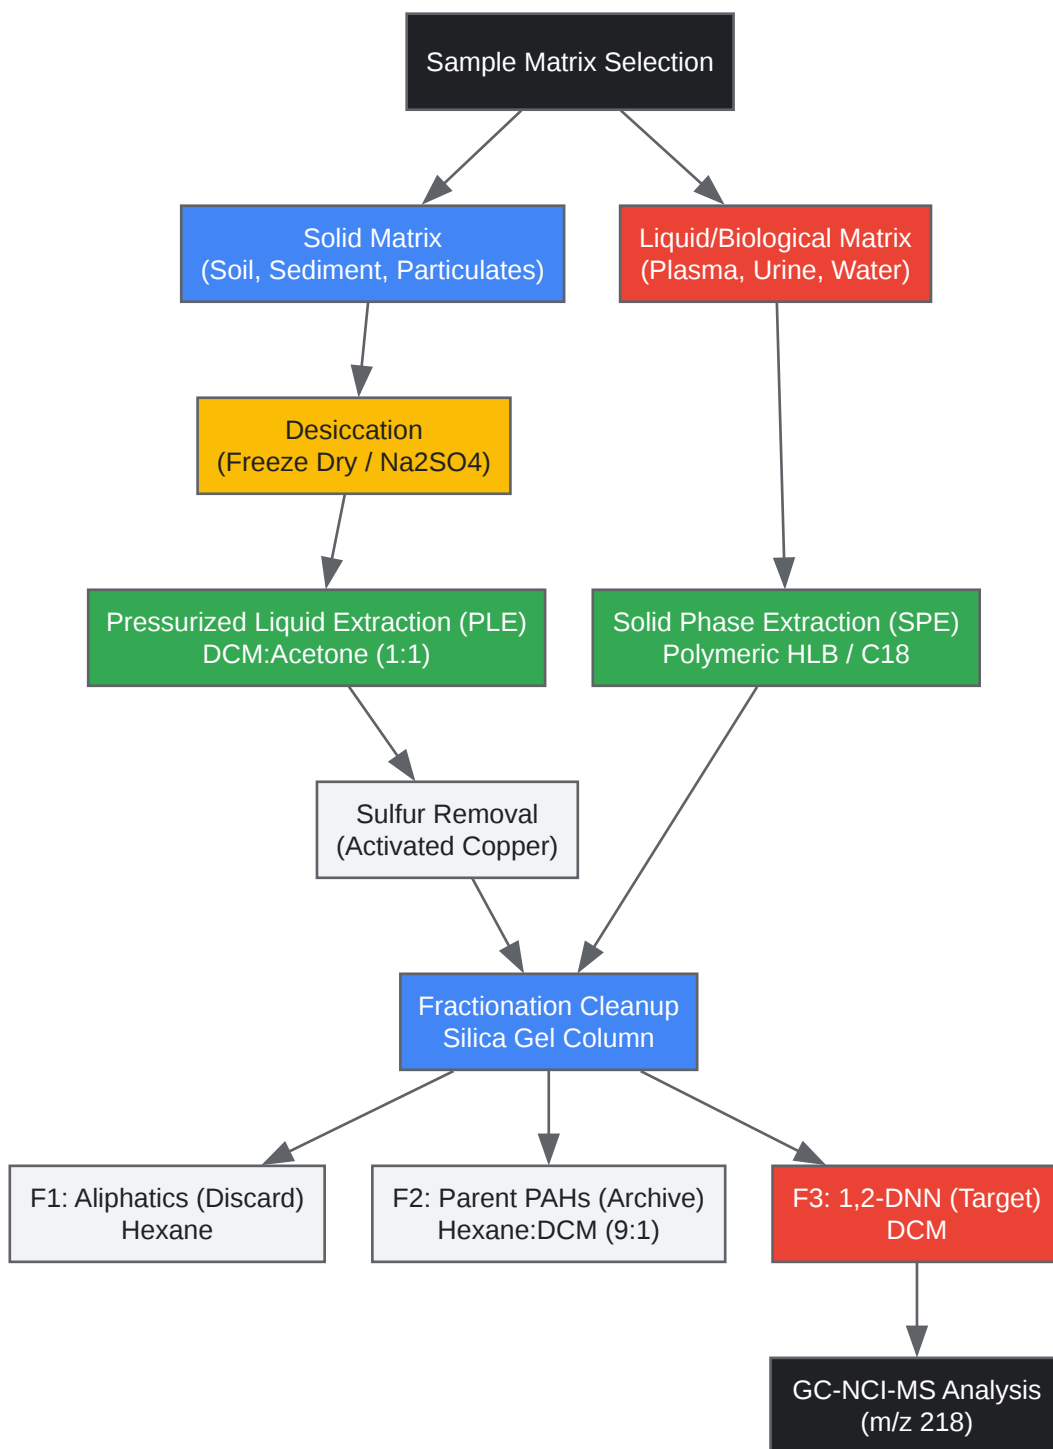 Sample Matrix Selection
Solid Matrix
(Soil, Sediment, Particulates)
Liquid/Biological Matrix
(Plasma, Urine, Water)
Desiccation
(Freeze Dry / Na2SO4)
Pressurized Liquid Extraction (PLE)
DCM:Acetone (1:1)
Solid Phase Extraction (SPE)
Polymeric HLB / C18
Sulfur Removal
(Activated Copper)
Fractionation Cleanup
Silica Gel Column
F1: Aliphatics (Discard)
Hexane
F2: Parent PAHs (Archive)
Hexane:DCM (9:1)
F3: 1,2-DNN (Target)
DCM
GC-NCI-MS Analysis
(m/z 218)